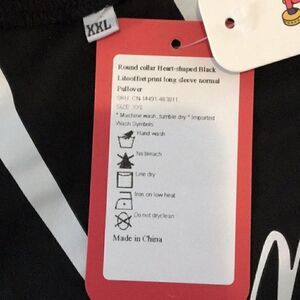 XXL
Round collar Heart-shaped Black
print long sleeve normal
Pullover
SIZE: XXL
* Machine wash, tumble dry * Imported
Wash Symbols
Hand wash
No bleach
Line dry
Iron on low heat
Do not dryclean
Made in China